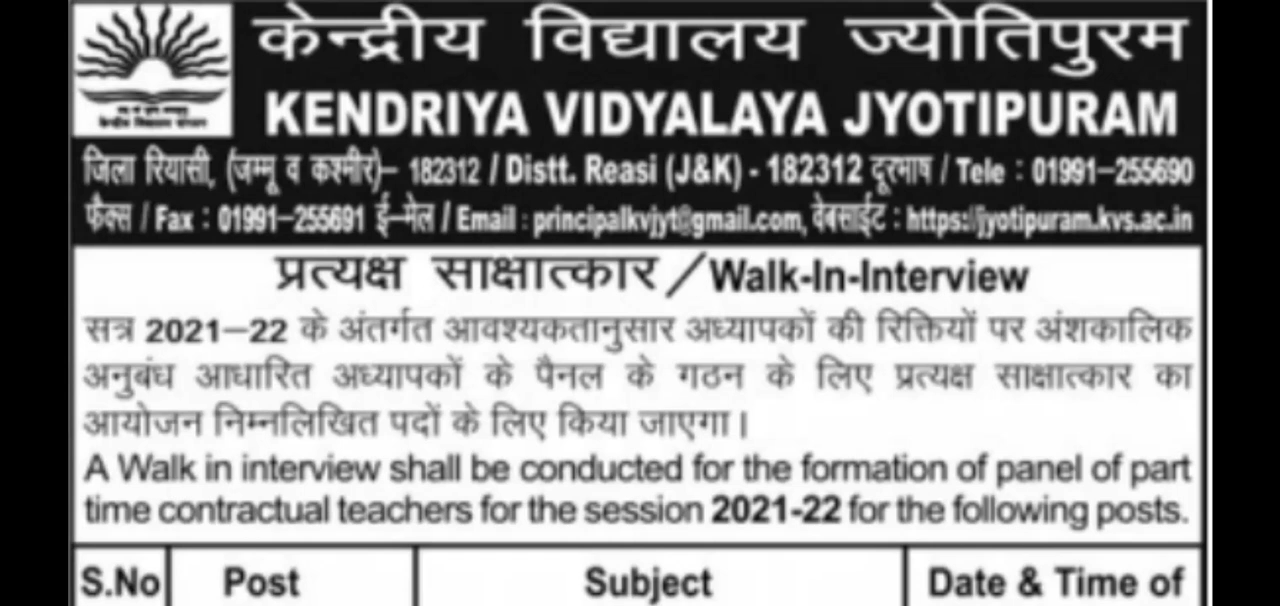 केन्द्रीय विद्यालय ज्योतिपुरम
KENDRIYA VIDYALAYA JYOTIPURAM
जिला रियासी, (जम्मू व कश्मीर)– 182312 / Distt. Reasi (J&K) - 182312 दूरभाष / Tele : 01991–255690
फैक्स / Fax : 01991–255691 ई–मेल / Email : principalkvjyt@gmail.com, वेबसाईट : https:/jyotipuram.kvs.ac.in
प्रत्यक्ष साक्षात्कार /Walk-In-Interview
सत्र 2021–22 के अंतर्गत आवश्यकतानुसार अध्यापकों की रिक्तियों पर अंशकालिक
अनुबंध आधारित अध्यापकों के पैनल के गठन के लिए प्रत्यक्ष साक्षात्कार का
आयोजन निम्नलिखित पदों के लिए किया जाएगा।
A Walk in interview shall be conducted for the formation of panel of part
time contractual teachers for the session 2021-22 for the following posts.
S.No Post Subject Date & Time of